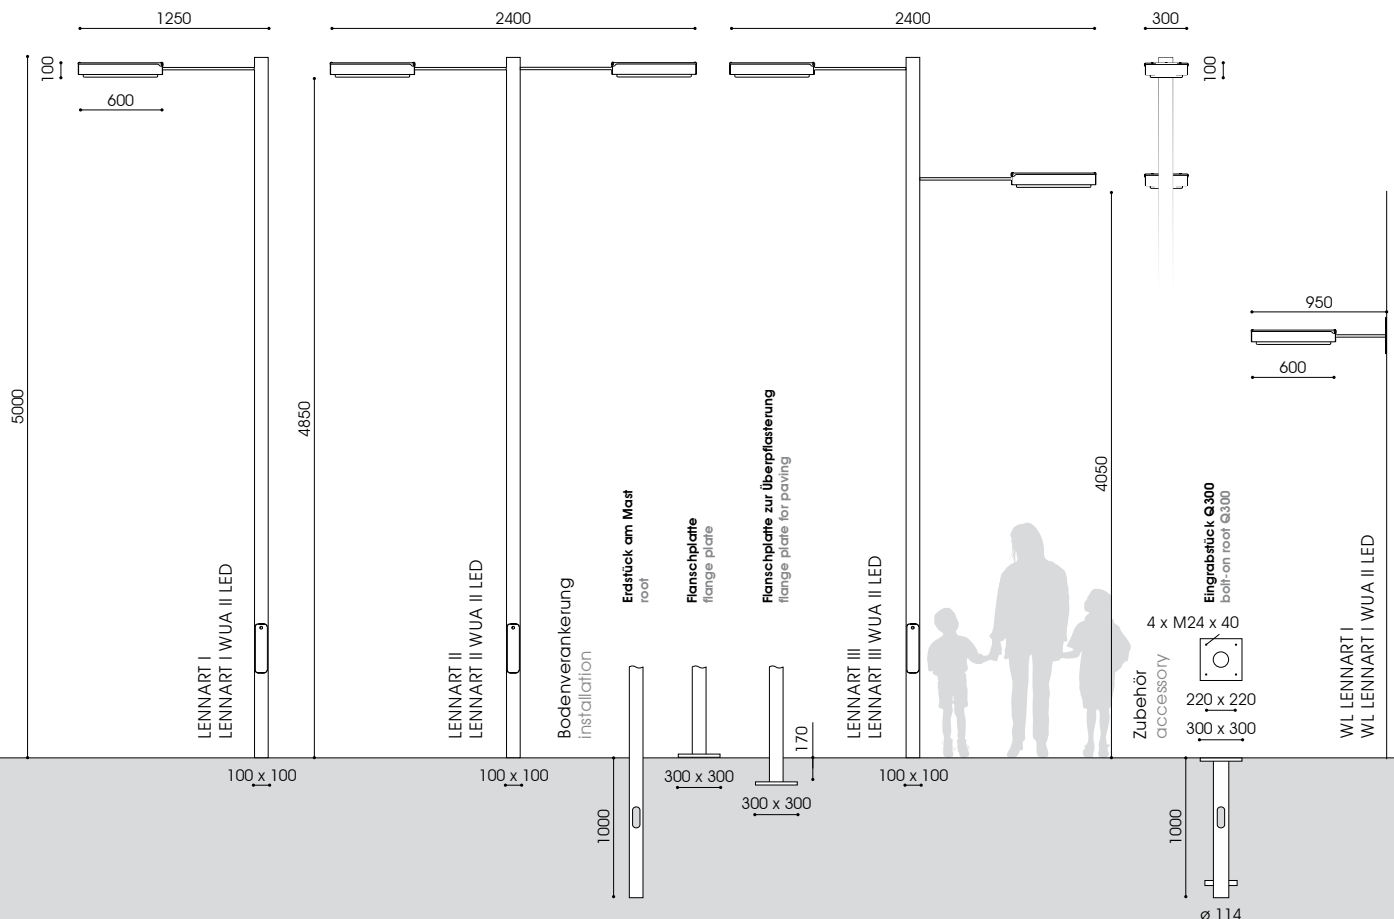 1250
2400
2400
300
100
100
600
5000
4850
4050
950
600
LENNART I
LENNART I WUA II LED
LENNART II
LENNART II WUA II LED
Bodenverankerung
installation
Erdstück am Mast
root
Flanschplatte
flange plate
Flanschplatte zur Überpflasterung
flange plate for paving
LENNART III
LENNART III WUA II LED
Zubehör
accessory
Eingrabstück Q300
bolt-on root Q300
4 x M24 x 40
220 x 220
300 x 300
WL LENNART I
WL LENNART I WUA II LED
100 x 100
100 x 100
300 x 300
170
300 x 300
100 x 100
1000
1000
ø 114